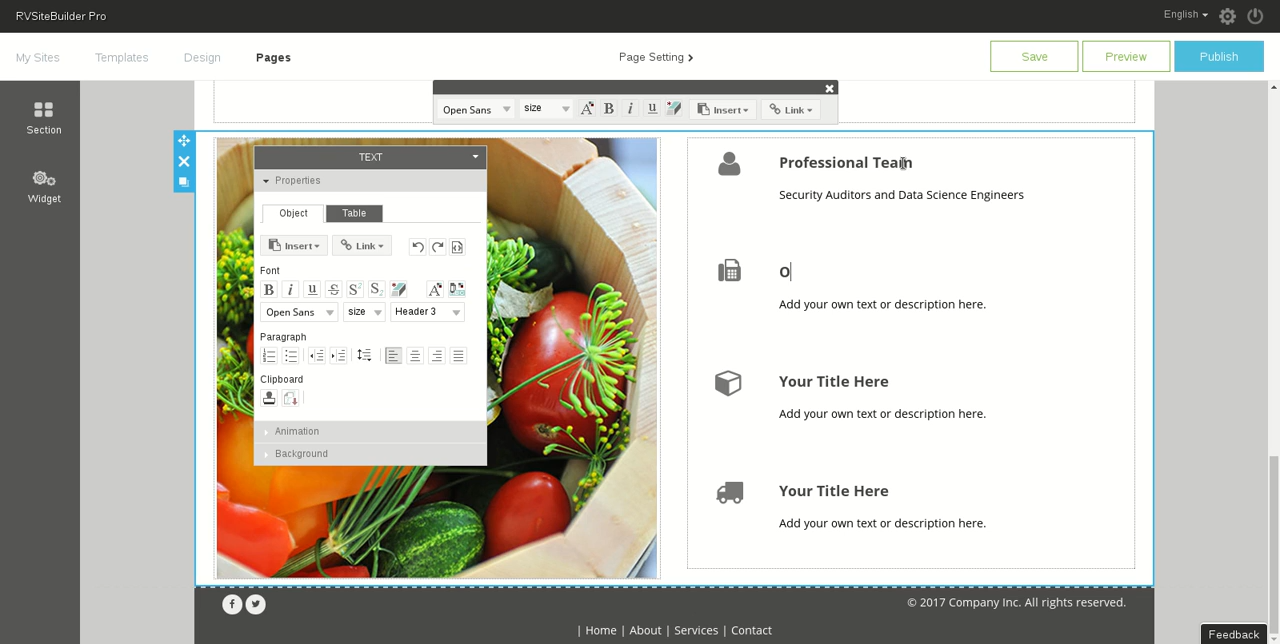 RVSiteBuilder Pro
English
My Sites
Templates
Design
Pages
Page Setting
Save
Preview
Publish
Section
Widget
Open Sans
size
B
i
u
Insert
Link
TEXT
Properties
Object
Table
Insert
Link
Font
B
i
u
S
S
S
Open Sans
size
Header 3
Paragraph
Clipboard
Animation
Background
Professional Team
Security Auditors and Data Science Engineers
O
Add your own text or description here.
Your Title Here
Add your own text or description here.
Your Title Here
Add your own text or description here.
© 2017 Company Inc. All rights reserved.
| Home | About | Services | Contact
Feedback